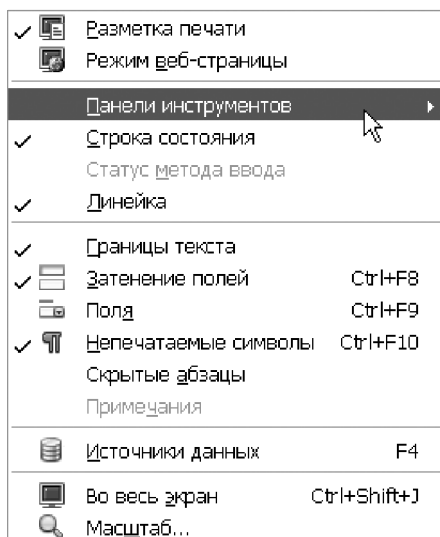 Разметка печати
Режим веб-страницы
Панели инструментов
Строка состояния
Статус метода ввода
Линейка
Границы текста
Затенение полей Ctrl+F8
Поля Ctrl+F9
Непечатаемые символы Ctrl+F10
Скрытые абзацы
Примечания
Источники данных F4
Во весь экран Ctrl+Shift+J
Масштаб...